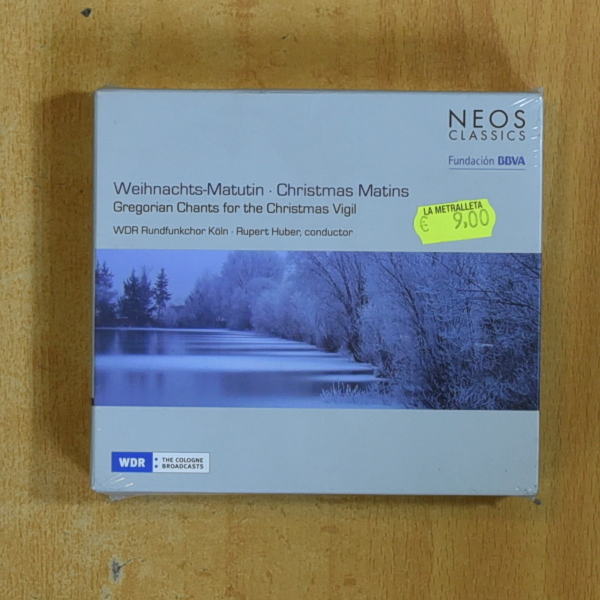 NEOS
CLASSICS
Fundación BBVA
Weihnachts-Matutin · Christmas Matins
Gregorian Chants for the Christmas Vigil
WDR Rundfunkchor Köln · Rupert Huber, conductor
LA METRALLETA
€ 9,00
WDR THE COLOGNE
BROADCASTS